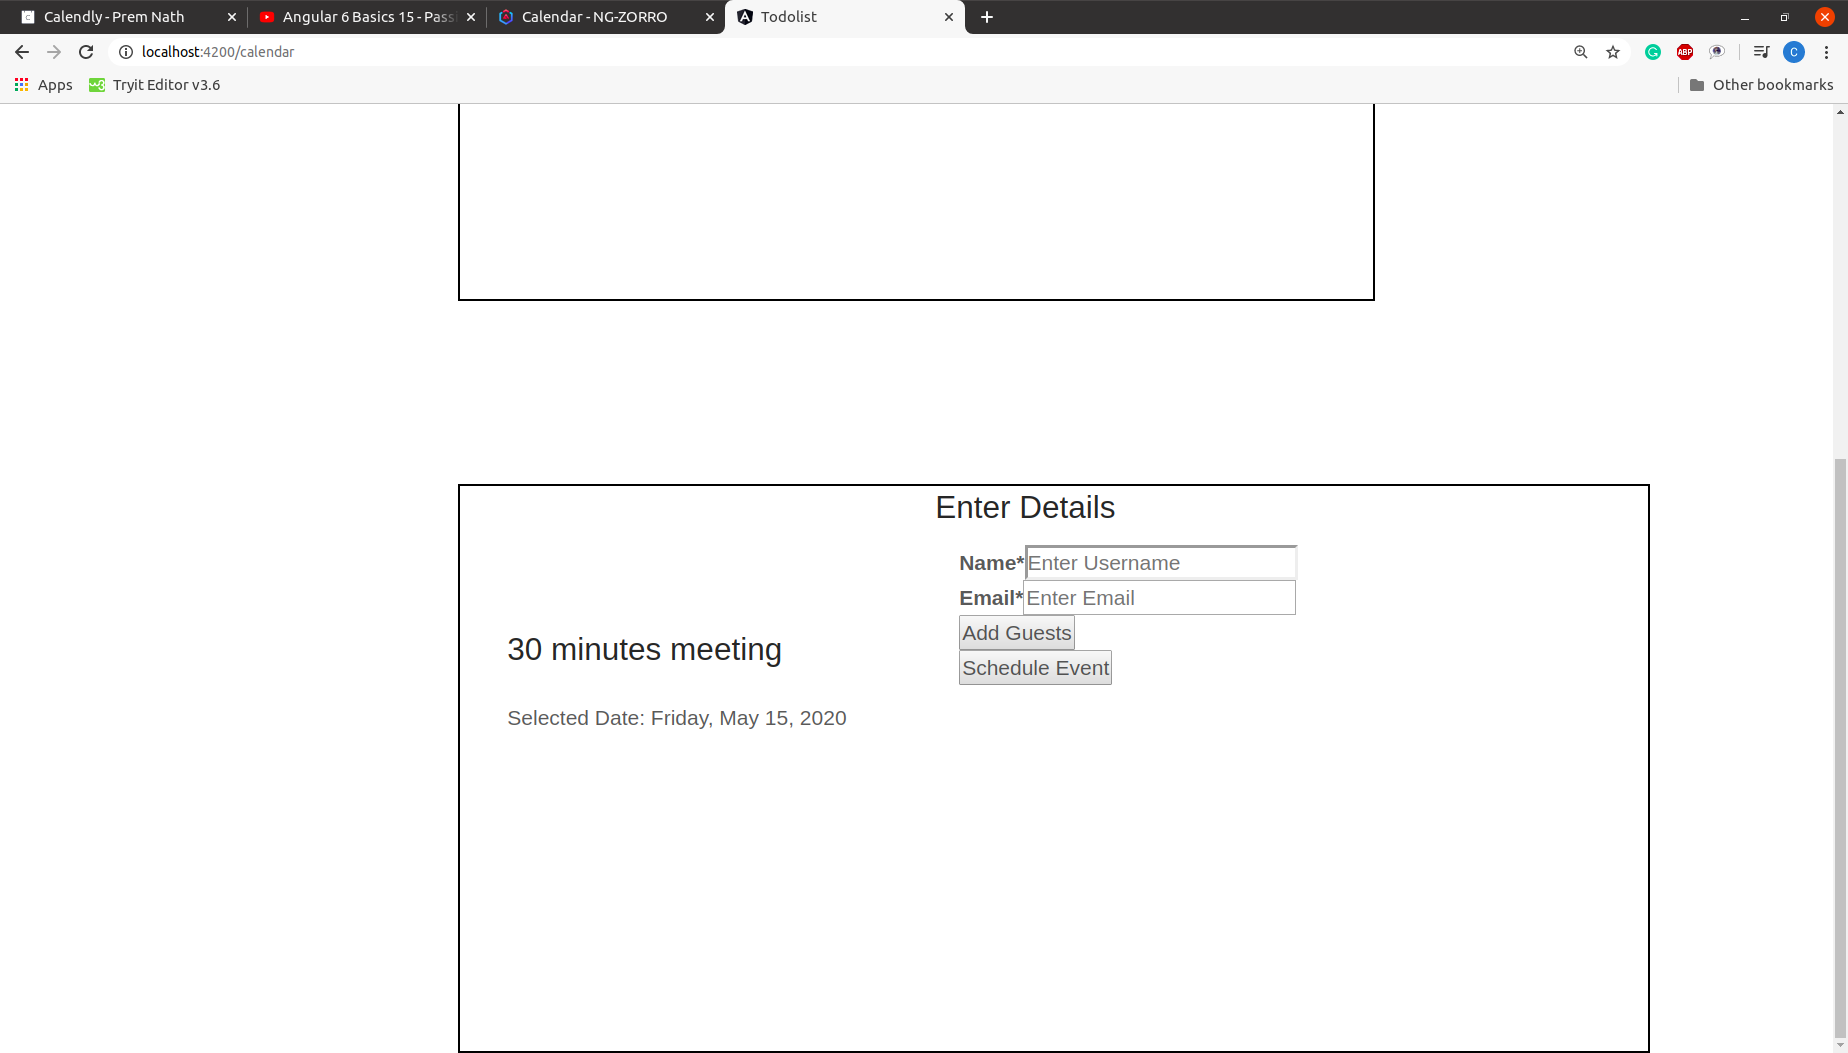 Calendly - Prem Nath
Angular 6 Basics 15 - Pass
Calendar - NG-ZORRO
Todolist
localhost:4200/calendar
ABP
C
Apps
Tryit Editor v3.6
Other bookmarks
Enter Details
Name*
Enter Username
Email*
Enter Email
Add Guests
Schedule Event
30 minutes meeting
Selected Date: Friday, May 15, 2020